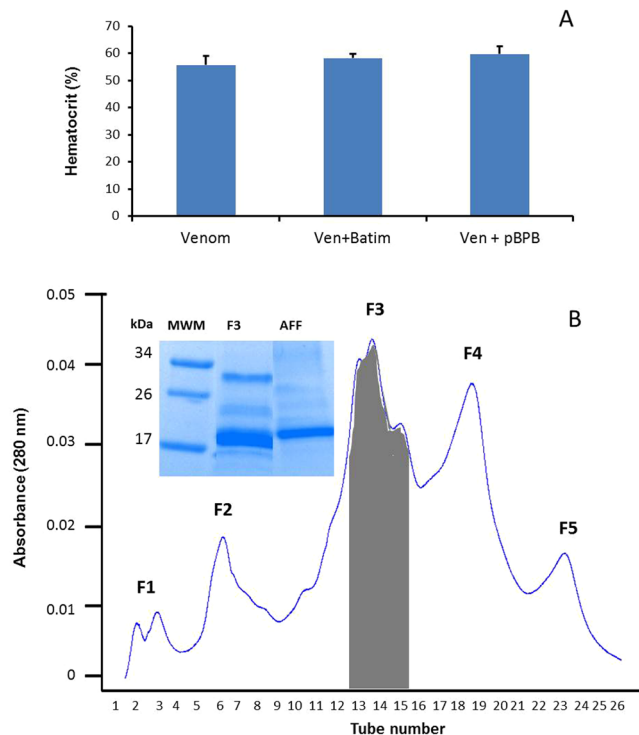 A
Hematocrit (%)
70
60
50
40
30
20
10
0
Venom Ven+Batim Ven + pBPB
B
Absorbance (280 nm)
0.05
0.04
0.03
0.02
0.01
0
kDa MWM F3 AFF
34
26
17
F1
F2
F3
F4
F5
1 2 3 4 5 6 7 8 9 10 11 12 13 14 15 16 17 18 19 20 21 22 23 24 25 26
Tube number